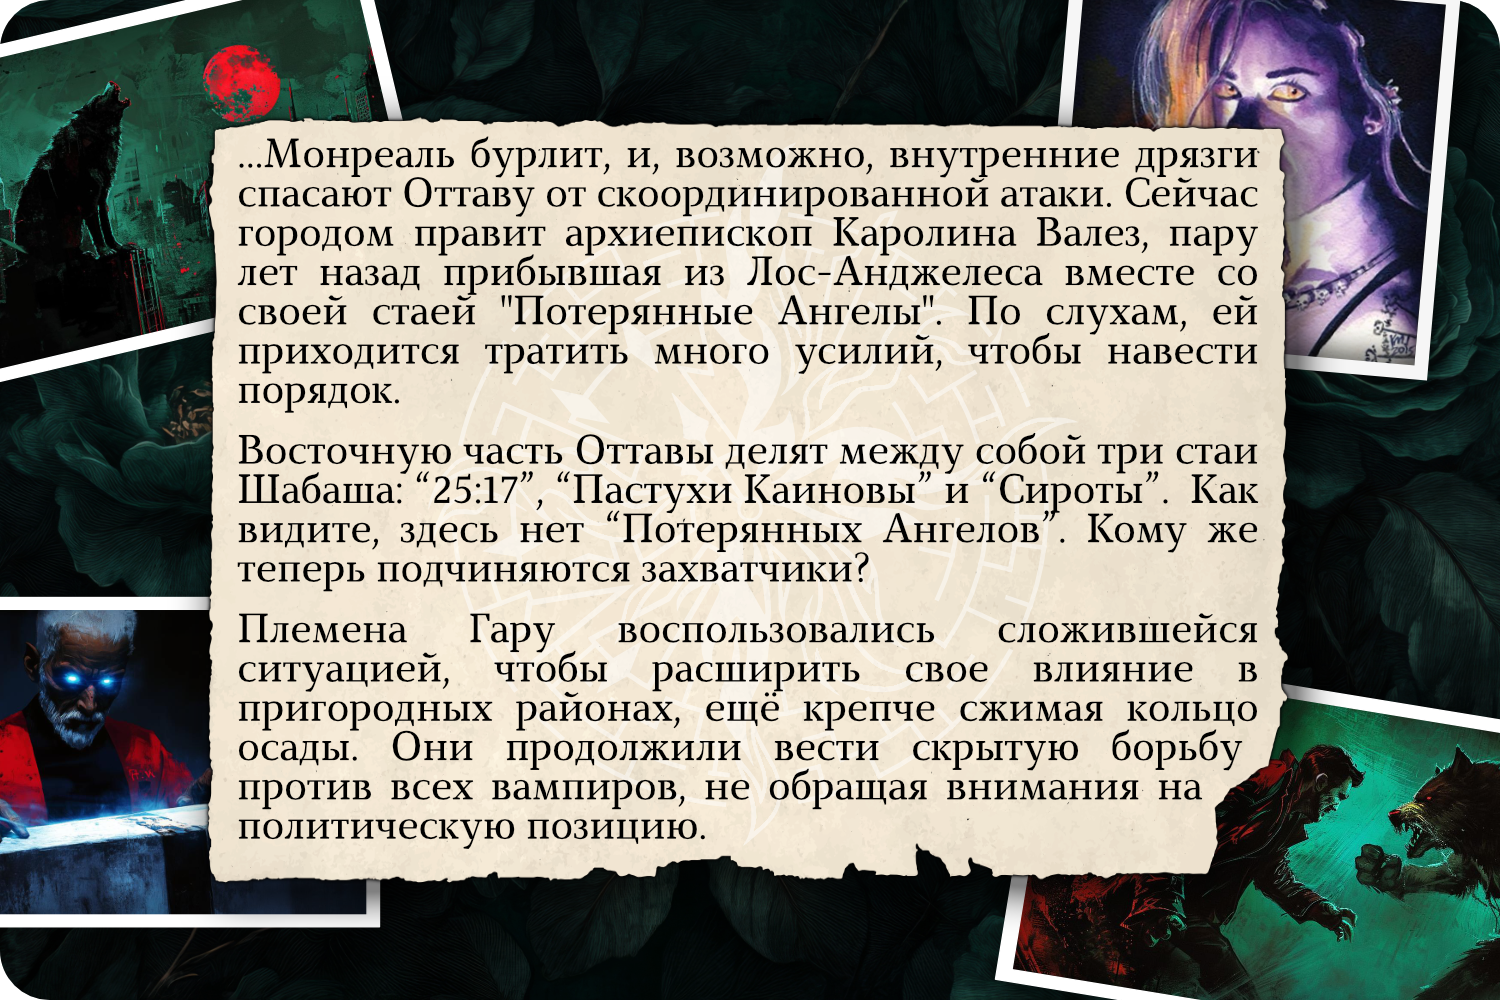 ...Монреаль бурлит, и, возможно, внутренние дрязги
спасают Оттаву от скоординированной атаки. Сейчас
городом правит архиепископ Каролина Валез, пару
лет назад прибывшая из Лос-Анджелеса вместе со
своей стаей "Потерянные Ангелы". По слухам, ей
приходится тратить много усилий, чтобы навести
порядок.
Восточную часть Оттавы делят между собой три стаи
Шабаша: “25:17”, “Пастухи Каиновы” и “Сироты”. Как
видите, здесь нет “Потерянных Ангелов”. Кому же
теперь подчиняются захватчики?
Племена Гару воспользовались сложившейся
ситуацией, чтобы расширить свое влияние в
пригородных районах, ещё крепче сжимая кольцо
осады. Они продолжили вести скрытую борьбу
против всех вампиров, не обращая внимания на
политическую позицию.